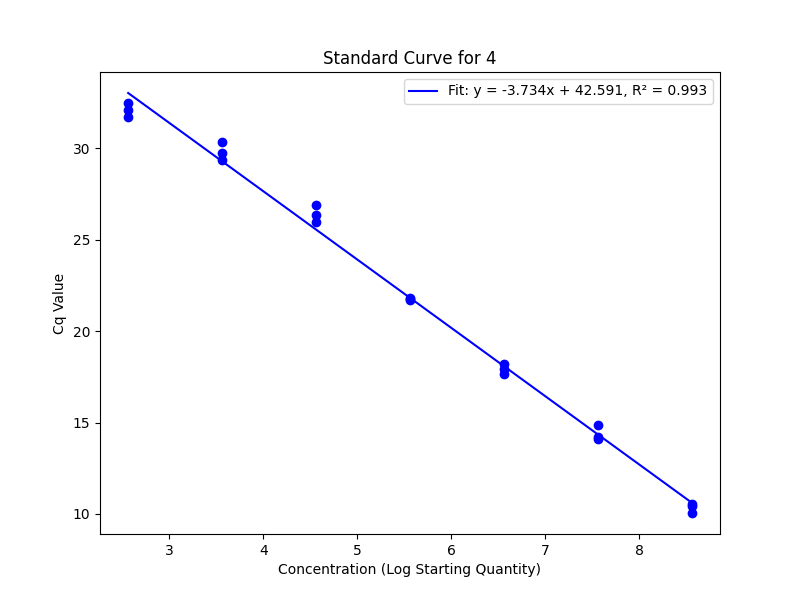 Standard Curve for 4
Fit: y = -3.734x + 42.591, R² = 0.993
30
25
20
15
10
Cq Value
3 4 5 6 7 8
Concentration (Log Starting Quantity)